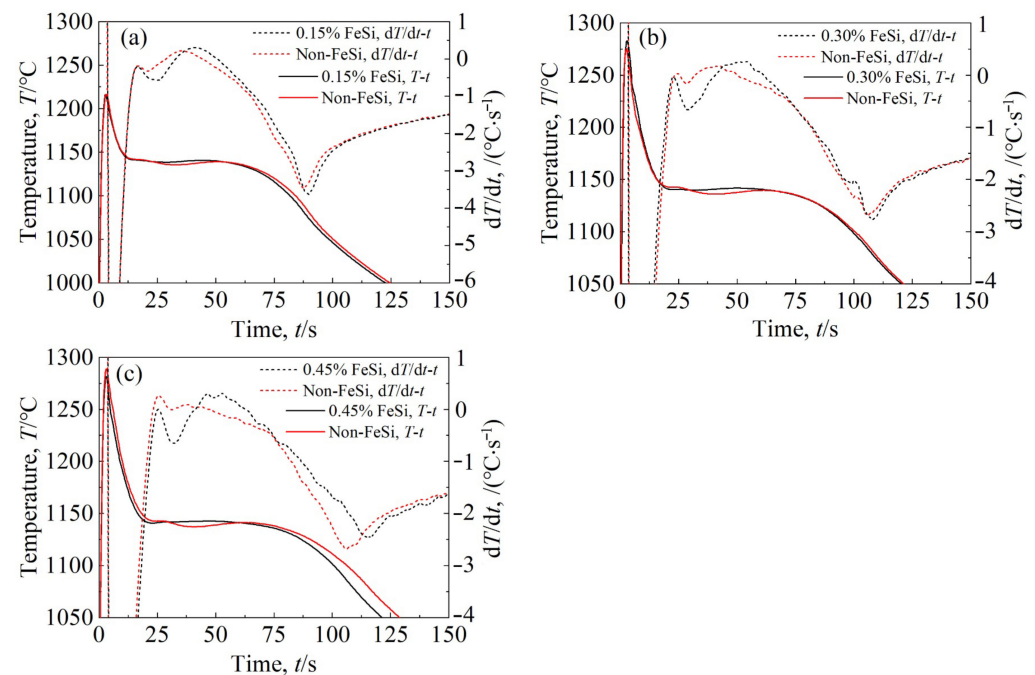 (a)
0.15% FeSi, dT/dt-t
Non-FeSi, dT/dt-t
0.15% FeSi, T-t
Non-FeSi, T-t
1300
1250
1200
1150
1100
1050
1000
Temperature, T/°C
1
0
−1
−2
−3
−4
−5
−6
dT/dt, /(°C·s⁻¹)
0 25 50 75 100 125 150
Time, t/s
(b)
0.30% FeSi, dT/dt-t
Non-FeSi, dT/dt-t
0.30% FeSi, T-t
Non-FeSi, T-t
1300
1250
1200
1150
1100
1050
Temperature, T/°C
1
0
−1
−2
−3
−4
dT/dt, /(°C·s⁻¹)
0 25 50 75 100 125 150
Time, t/s
(c)
0.45% FeSi, dT/dt-t
Non-FeSi, dT/dt-t
0.45% FeSi, T-t
Non-FeSi, T-t
1300
1250
1200
1150
1100
1050
Temperature, T/°C
1
0
−1
−2
−3
−4
dT/dt, /(°C·s⁻¹)
0 25 50 75 100 125 150
Time, t/s